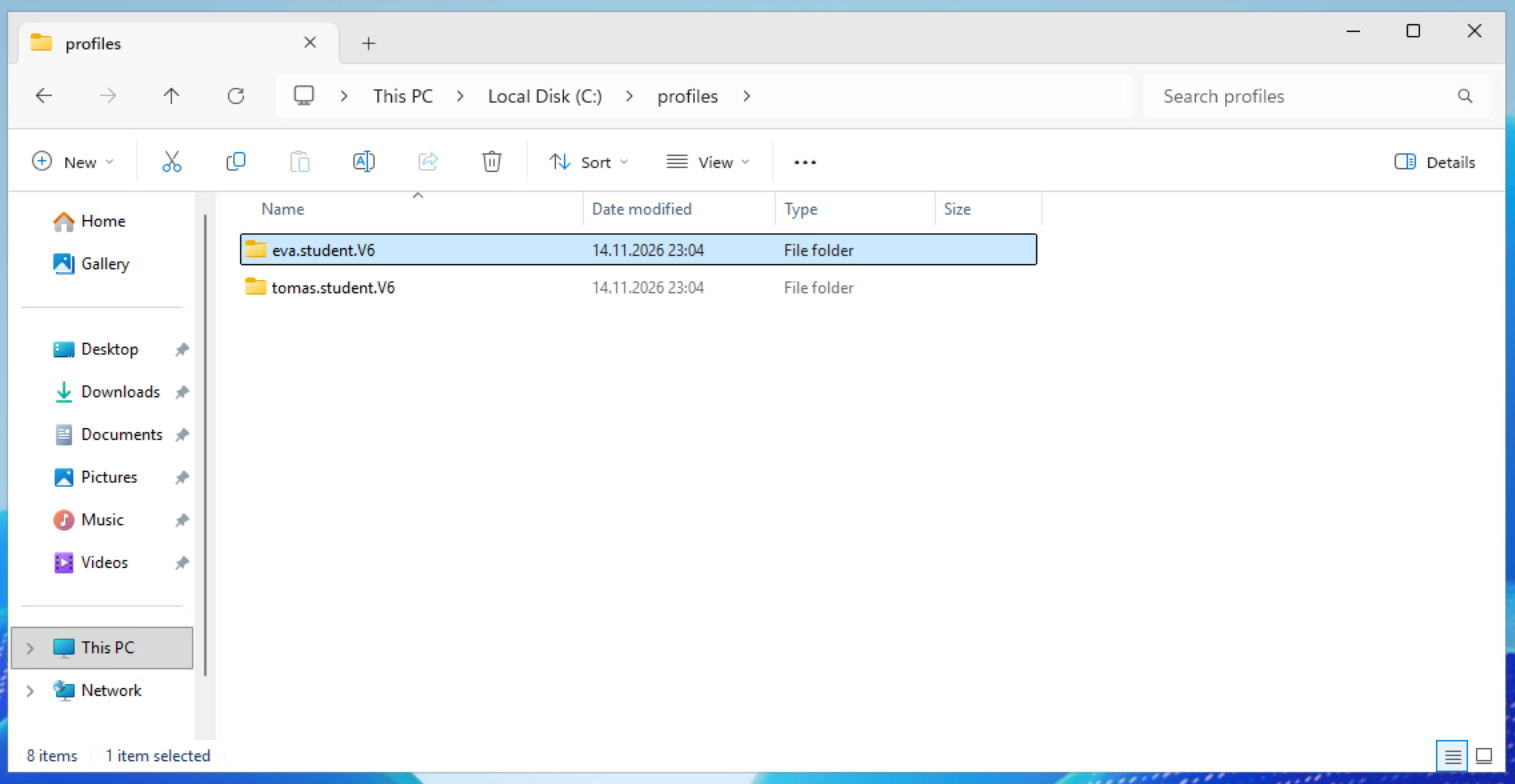 profiles
This PC > Local Disk (C:) > profiles >
Search profiles
New
Sort
View
Details
Home
Gallery
Desktop
Downloads
Documents
Pictures
Music
Videos
This PC
Network
Name Date modified Type Size
eva.student.V6 14.11.2026 23:04 File folder
tomas.student.V6 14.11.2026 23:04 File folder
8 items 1 item selected